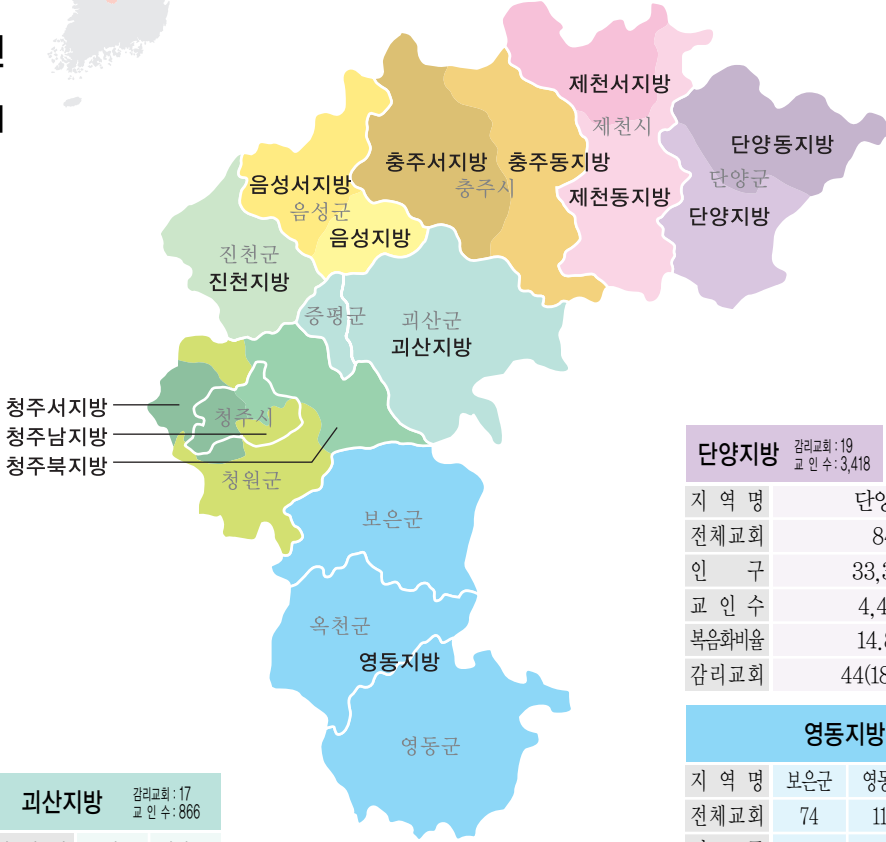 제천서지방
제천시
단양동지방
충주서지방
충주동지방
단양군
음성서지방
충주시
제천동지방
음성군
단양지방
음성지방
진천군
진천지방
증평군
괴산군
괴산지방
청주서지방
청주시
청주남지방
청주북지방
청원군
보은군
옥천군
영동지방
영동군
단양지방 감리교회 : 19
교 인 수 : 3,418
지 역 명
전체교회
인 구
교 인 수
복음화비율
감리교회
영동지방
지 역 명 보은군
전체교회 74
괴산지방 감리교회 : 17
교 인 수 : 866